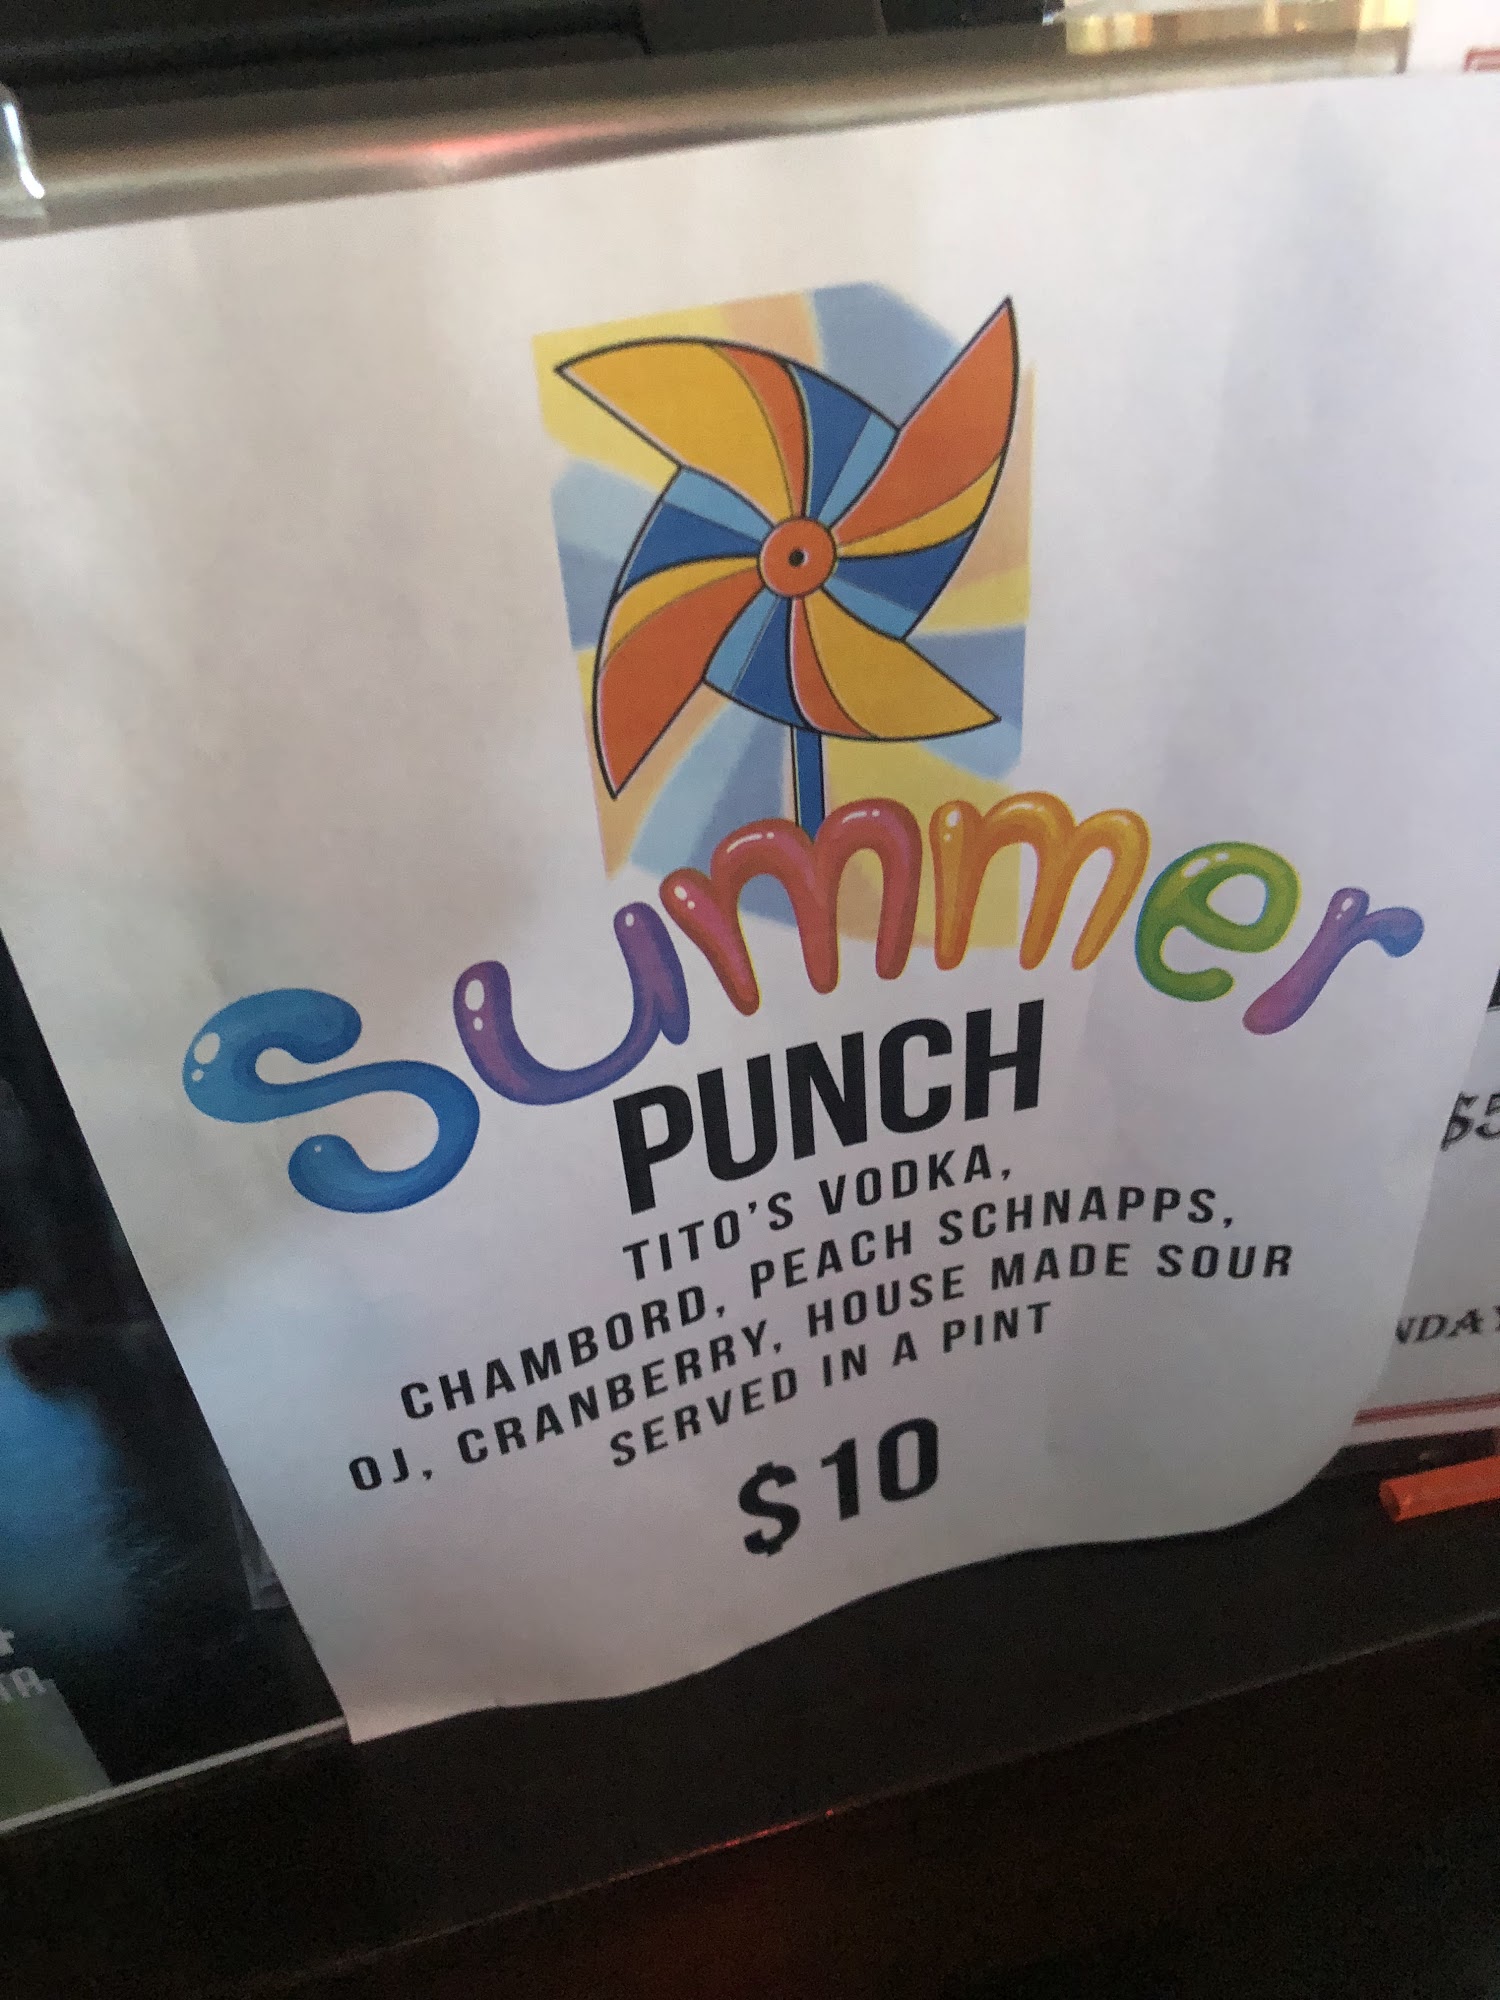 summer
PUNCH
TITO'S VODKA,
CHAMBORD, PEACH SCHNAPPS,
OJ, CRANBERRY, HOUSE MADE SOUR
SERVED IN A PINT
$10